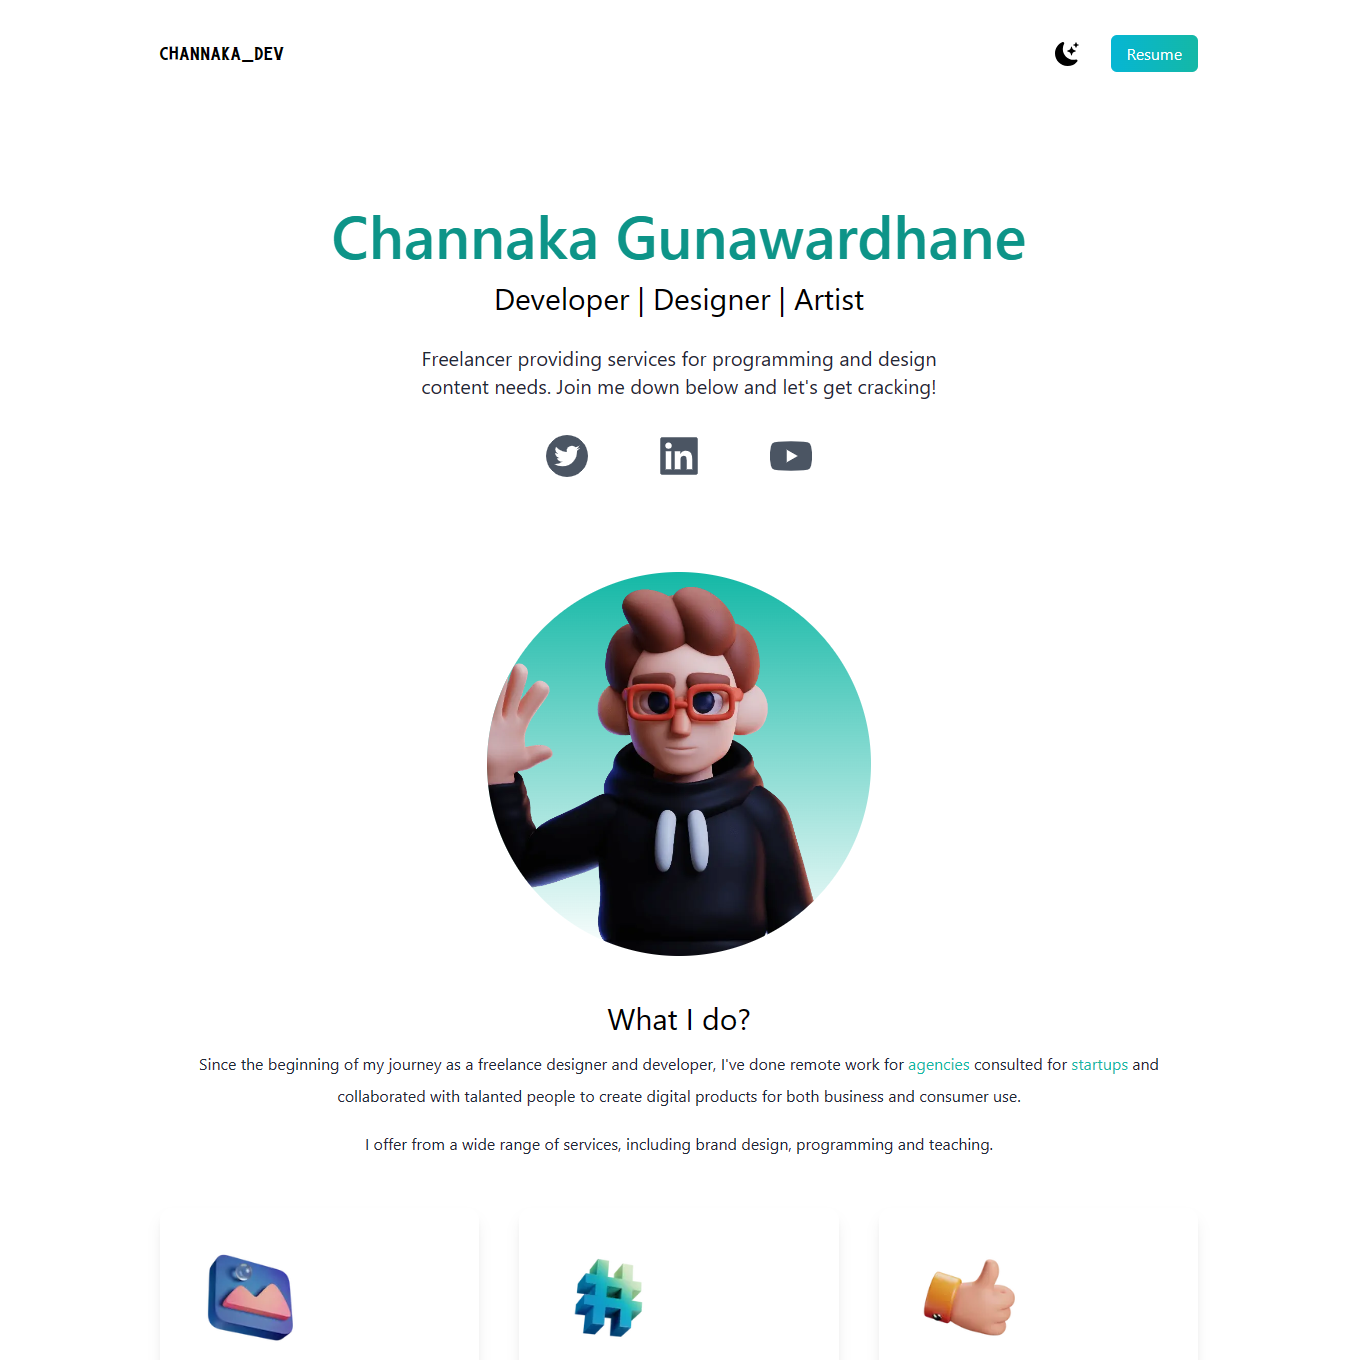 CHANNAKA_DEV
Resume
Channaka Gunawardhane
Developer | Designer | Artist
Freelancer providing services for programming and design
content needs. Join me down below and let's get cracking!
in
What I do?
Since the beginning of my journey as a freelance designer and developer, I've done remote work for agencies consulted for startups and
collaborated with talanted people to create digital products for both business and consumer use.
I offer from a wide range of services, including brand design, programming and teaching.